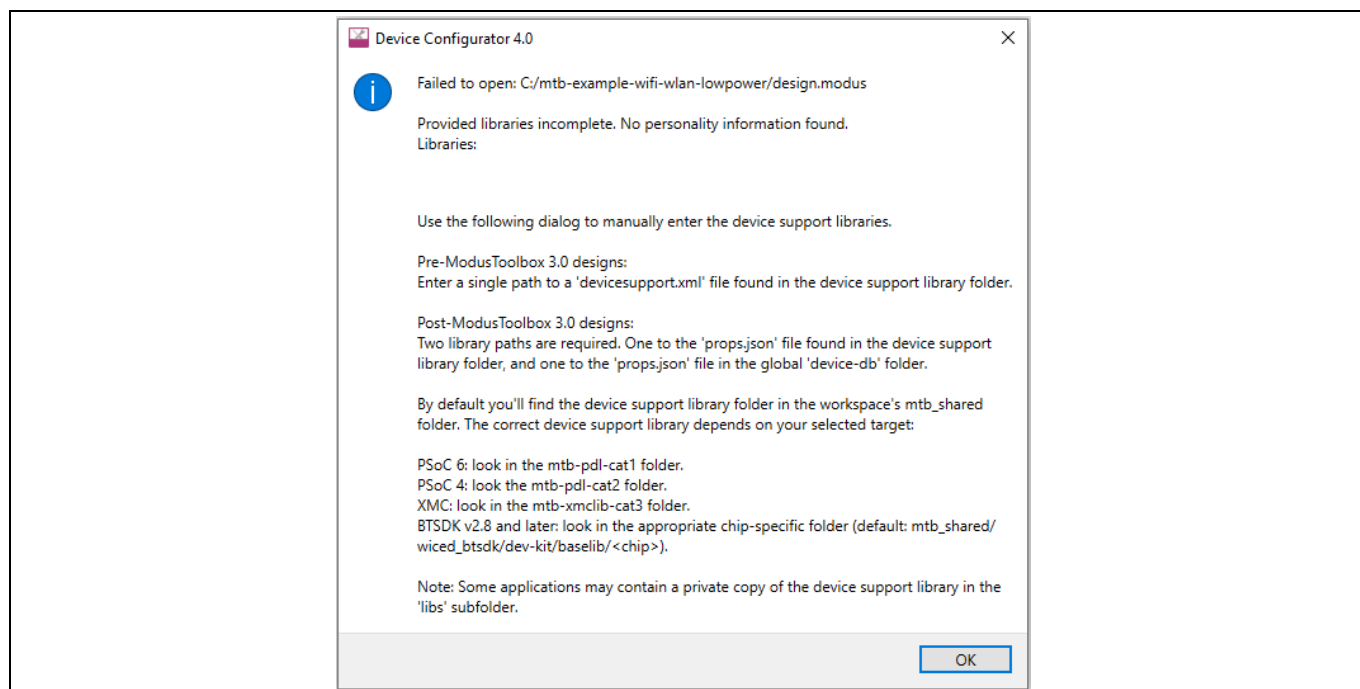 Device Configurator 4.0
Failed to open: C:/mtb-example-wifi-wlan-lowpower/design.modus
Provided libraries incomplete. No personality information found.
Libraries:
Use the following dialog to manually enter the device support libraries.
Pre-ModusToolbox 3.0 designs:
Enter a single path to a 'devicesupport.xml' file found in the device support library folder.
Post-ModusToolbox 3.0 designs:
Two library paths are required. One to the 'props.json' file found in the device support
library folder, and one to the 'props.json' file in the global 'device-db' folder.
By default you'll find the device support library folder in the workspace's mtb_shared
folder. The correct device support library depends on your selected target:
PSoC 6: look in the mtb-pdl-cat1 folder.
PSoC 4: look the mtb-pdl-cat2 folder.
XMC: look in the mtb-xmclib-cat3 folder.
BTSDK v2.8 and later: look in the appropriate chip-specific folder (default: mtb_shared/
wiced_btsdk/dev-kit/baselib/<chip>).
Note: Some applications may contain a private copy of the device support library in the
'libs' subfolder.
OK